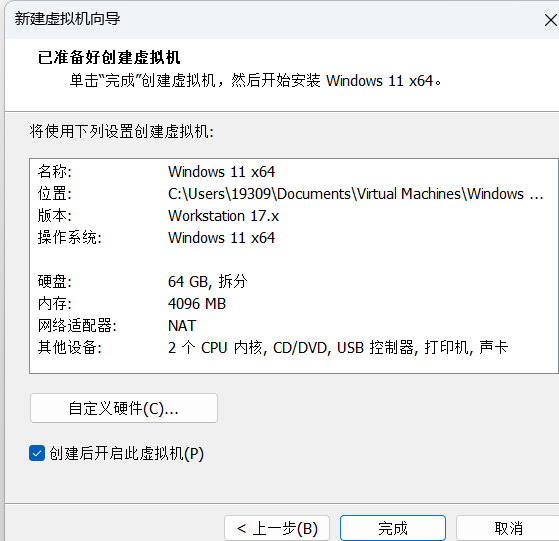 新建虚拟机向导
已准备好创建虚拟机
单击“完成”创建虚拟机，然后开始安装 Windows 11 x64。
将使用下列设置创建虚拟机:
名称: Windows 11 x64
位置: C:\Users\19309\Documents\Virtual Machines\Windows ...
版本: Workstation 17.x
操作系统: Windows 11 x64
硬盘: 64 GB, 拆分
内存: 4096 MB
网络适配器: NAT
其他设备: 2 个 CPU 内核, CD/DVD, USB 控制器, 打印机, 声卡
自定义硬件(C)...
创建后开启此虚拟机(P)
< 上一步(B) 完成 取消